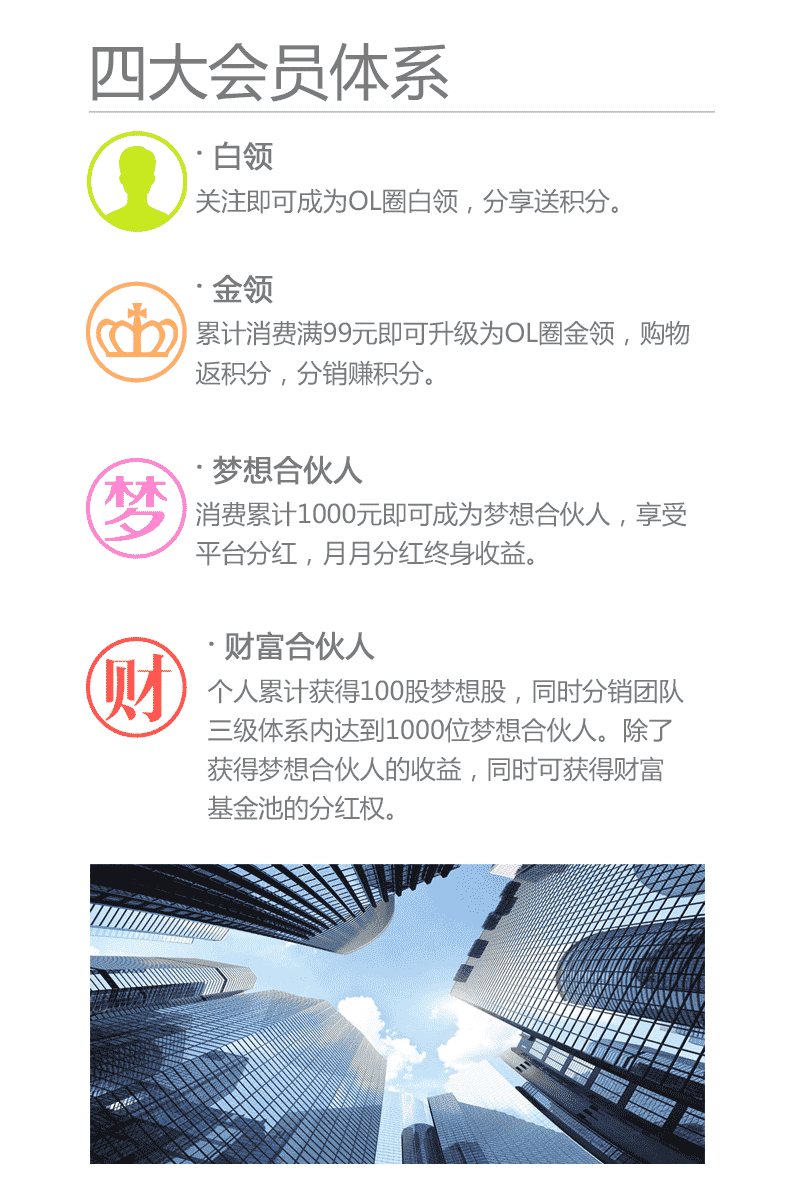 四大会员体系
· 白领
关注即可成为OL圈白领，分享送积分。
· 金领
累计消费满99元即可升级为OL圈金领，购物
返积分，分销赚积分。
梦
· 梦想合伙人
消费累计1000元即可成为梦想合伙人，享受
平台分红，月月分红终身收益。
财
· 财富合伙人
个人累计获得100股梦想股，同时分销团队
三级体系内达到1000位梦想合伙人。除了
获得梦想合伙人的收益，同时可获得财富
基金池的分红权。